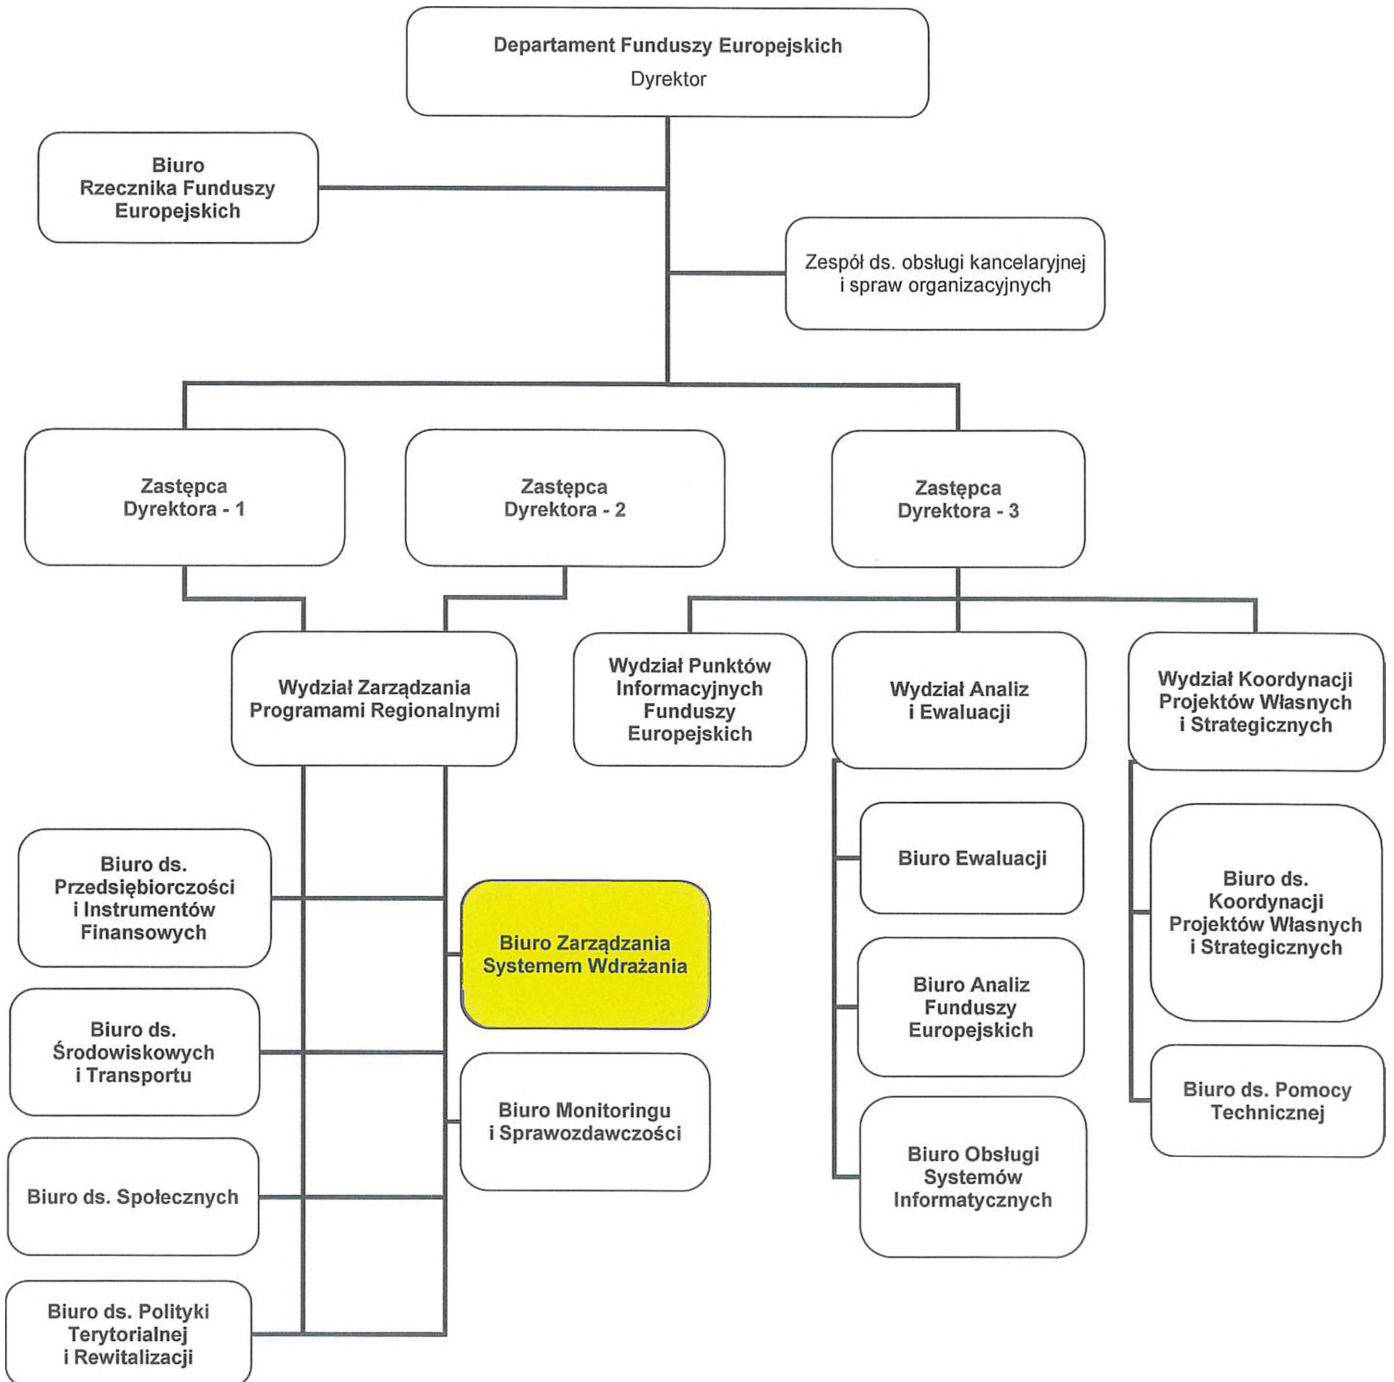 Departament Funduszy Europejskich
Dyrektor
Biuro
Rzecznika Funduszy
Europejskich
Zespół ds. obsługi kancelaryjnej
i spraw organizacyjnych
Zastępca
Dyrektora - 1
Zastępca
Dyrektora - 2
Zastępca
Dyrektora - 3
Wydział Zarządzania
Programami Regionalnymi
Wydział Punktów
Informacyjnych
Funduszy
Europejskich
Wydział Analiz
i Ewaluacji
Wydział Koordynacji
Projektów Własnych
i Strategicznych
Biuro ds.
Przedsiębiorczości
i Instrumentów
Finansowych
Biuro ds.
Środowiskowych
i Transportu
Biuro ds. Społecznych
Biuro ds. Polityki
Terytorialnej
i Rewitalizacji
Biuro Zarządzania
Systemem Wdrażania
Biuro Monitoringu
i Sprawozdawczości
Biuro Ewaluacji
Biuro Analiz
Funduszy
Europejskich
Biuro Obsługi
Systemów
Informatycznych
Biuro ds.
Koordynacji
Projektów Własnych
i Strategicznych
Biuro ds. Pomocy
Technicznej